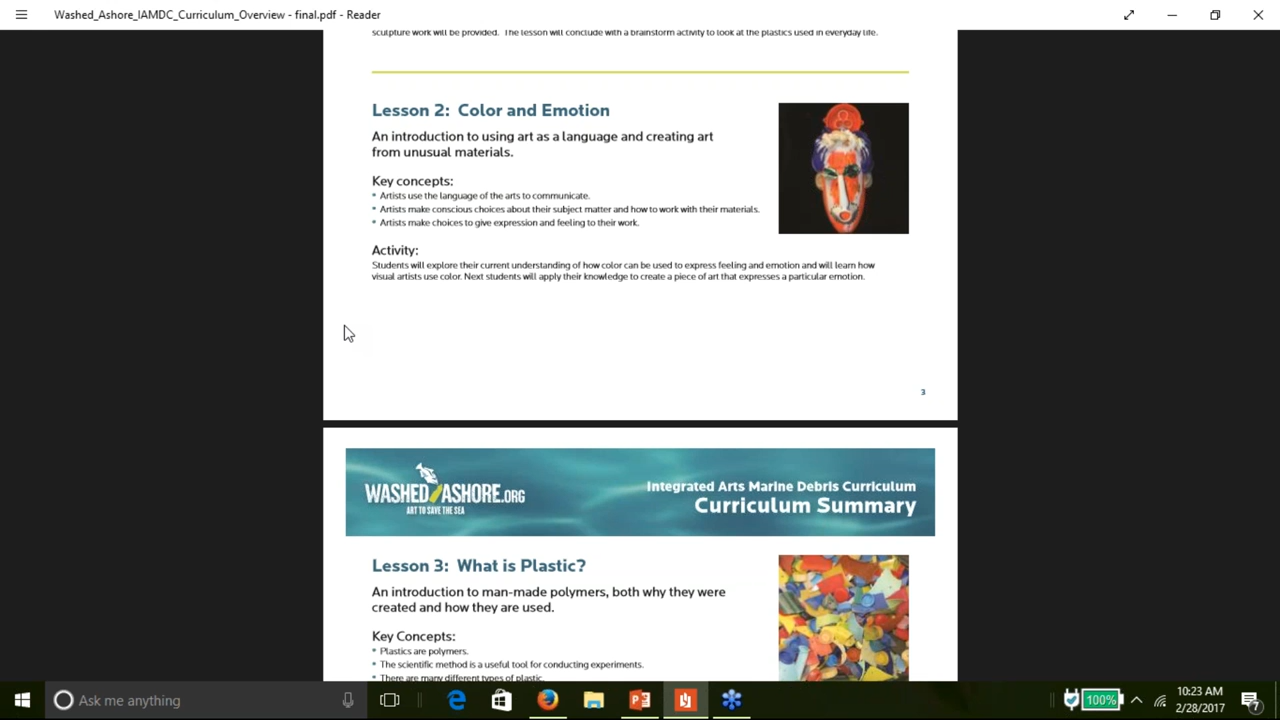 Washed_Ashore_IAMDC_Curriculum_Overview - final.pdf - Reader
sculpture work will be provided. The lesson will conclude with a brainstorm activity to look at the plastics used in everyday life.
Lesson 2: Color and Emotion
An introduction to using art as a language and creating art
from unusual materials.
Key concepts:
• Artists use the language of the arts to communicate.
• Artists make conscious choices about their subject matter and how to work with their materials.
• Artists make choices to give expression and feeling to their work.
Activity:
Students will explore their current understanding of how color can be used to express feeling and emotion and will learn how
visual artists use color. Next students will apply their knowledge to create a piece of art that expresses a particular emotion.
3
WASHED ASHORE.ORG
ART TO SAVE THE SEA
Integrated Arts Marine Debris Curriculum
Curriculum Summary
Lesson 3: What is Plastic?
An introduction to man-made polymers, both why they were
created and how they are used.
Key Concepts:
• Plastics are polymers.
• The scientific method is a useful tool for conducting experiments.
• There are many different types of plastic.
Ask me anything
100%
10:23 AM
2/28/2017
7